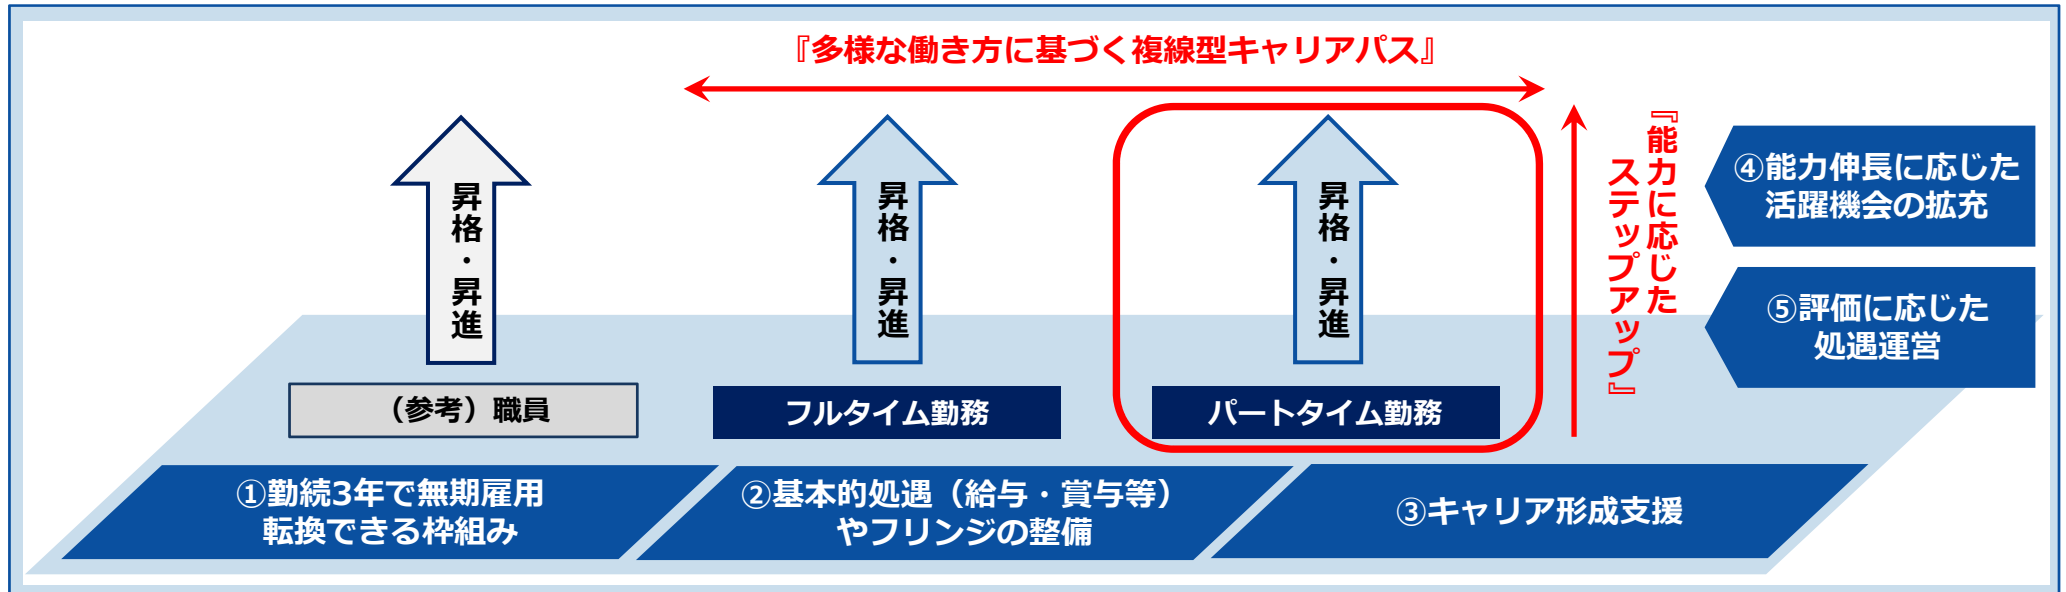 『多様な働き方に基づく複線型キャリアパス』
昇格・昇進
昇格・昇進
昇格・昇進
『能力に応じた
ステップアップ』
④能力伸長に応じた
活躍機会の拡充
⑤評価に応じた
処遇運営
（参考）職員
フルタイム勤務
パートタイム勤務
①勤続3年で無期雇用
転換できる枠組み
②基本的処遇（給与・賞与等）
やフリンジの整備
③キャリア形成支援